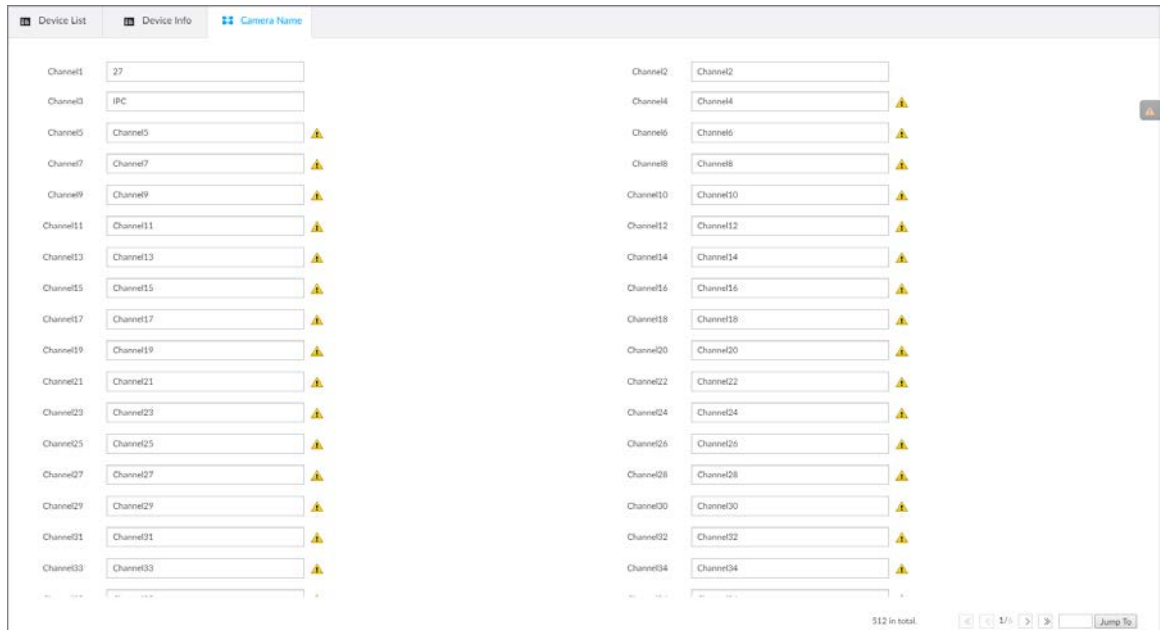 Device List Device Info Camera Name
Channel1 27 Channel2 Channel2
Channel3 IPC Channel4 Channel4
Channel5 Channel5 Channel6 Channel6
Channel7 Channel7 Channel8 Channel8
Channel9 Channel9 Channel10 Channel10
Channel11 Channel11 Channel12 Channel12
Channel13 Channel13 Channel14 Channel14
Channel15 Channel15 Channel16 Channel16
Channel17 Channel17 Channel18 Channel18
Channel19 Channel19 Channel20 Channel20
Channel21 Channel21 Channel22 Channel22
Channel23 Channel23 Channel24 Channel24
Channel25 Channel25 Channel26 Channel26
Channel27 Channel27 Channel28 Channel28
Channel29 Channel29 Channel30 Channel30
Channel31 Channel31 Channel32 Channel32
Channel33 Channel33 Channel34 Channel34
512 in total. 1/ Jump To